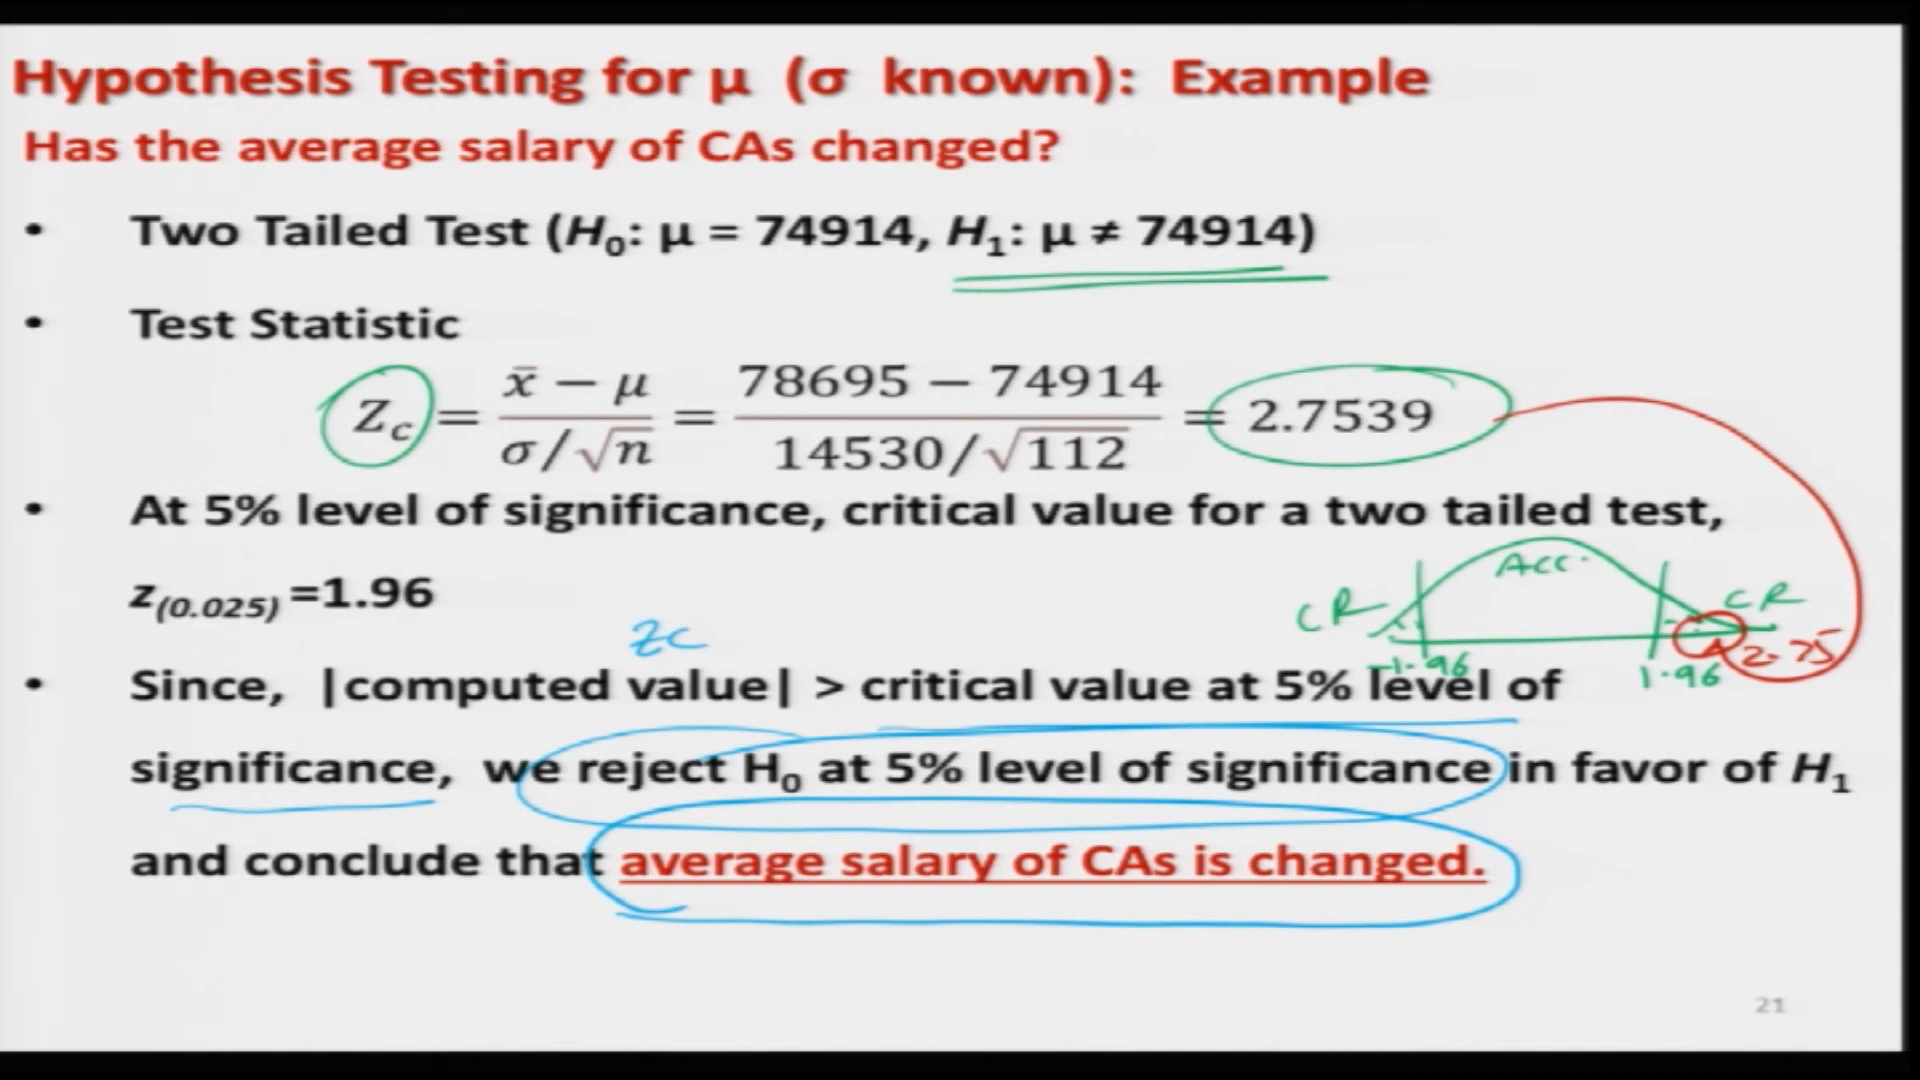 Hypothesis Testing for μ (σ known): Example
Has the average salary of CAs changed?
• Two Tailed Test (H₀: μ = 74914, H₁: μ ≠ 74914)
• Test Statistic
Z_c = (x̄ − μ) / (σ/√n) = (78695 − 74914) / (14530/√112) = 2.7539
• At 5% level of significance, critical value for a two tailed test,
z(0.025) =1.96
Acc.
CR
CR
-1.96
1.96
2.75
Zc
• Since, |computed value| > critical value at 5% level of
significance, we reject H₀ at 5% level of significance in favor of H₁
and conclude that average salary of CAs is changed.
21